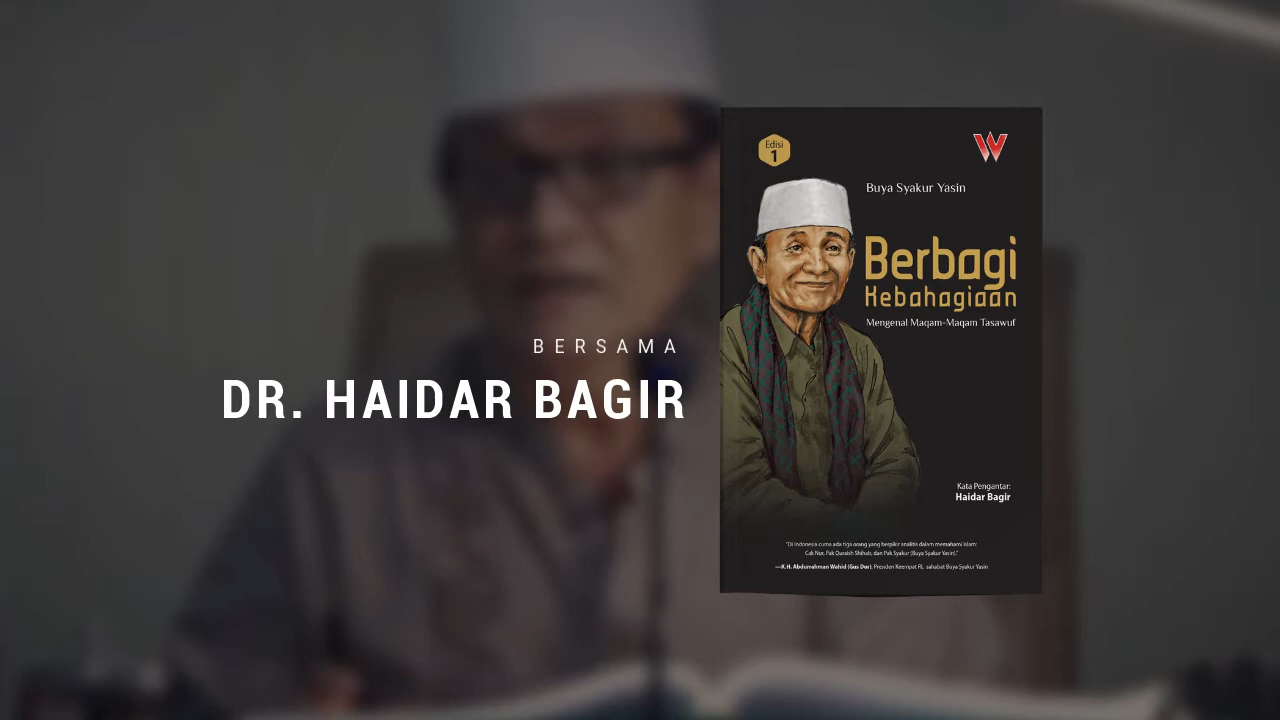 BERSAMA
DR. HAIDAR BAGIR
Edisi
1
Buya Syakur Yasin
Berbagi
Kebahagiaan
Mengenal Maqam-Maqam Tasawuf
Kata Pengantar:
Haidar Bagir
"Di Indonesia cuma ada tiga orang yang berpikir analitis dalam memahami Islam:
Cak Nur, Pak Quraish Shihab, dan Pak Syakur (Buya Syakur Yasin)."
—K.H. Abdurrahman Wahid (Gus Dur), Presiden Keempat RI, sahabat Buya Syakur Yasin